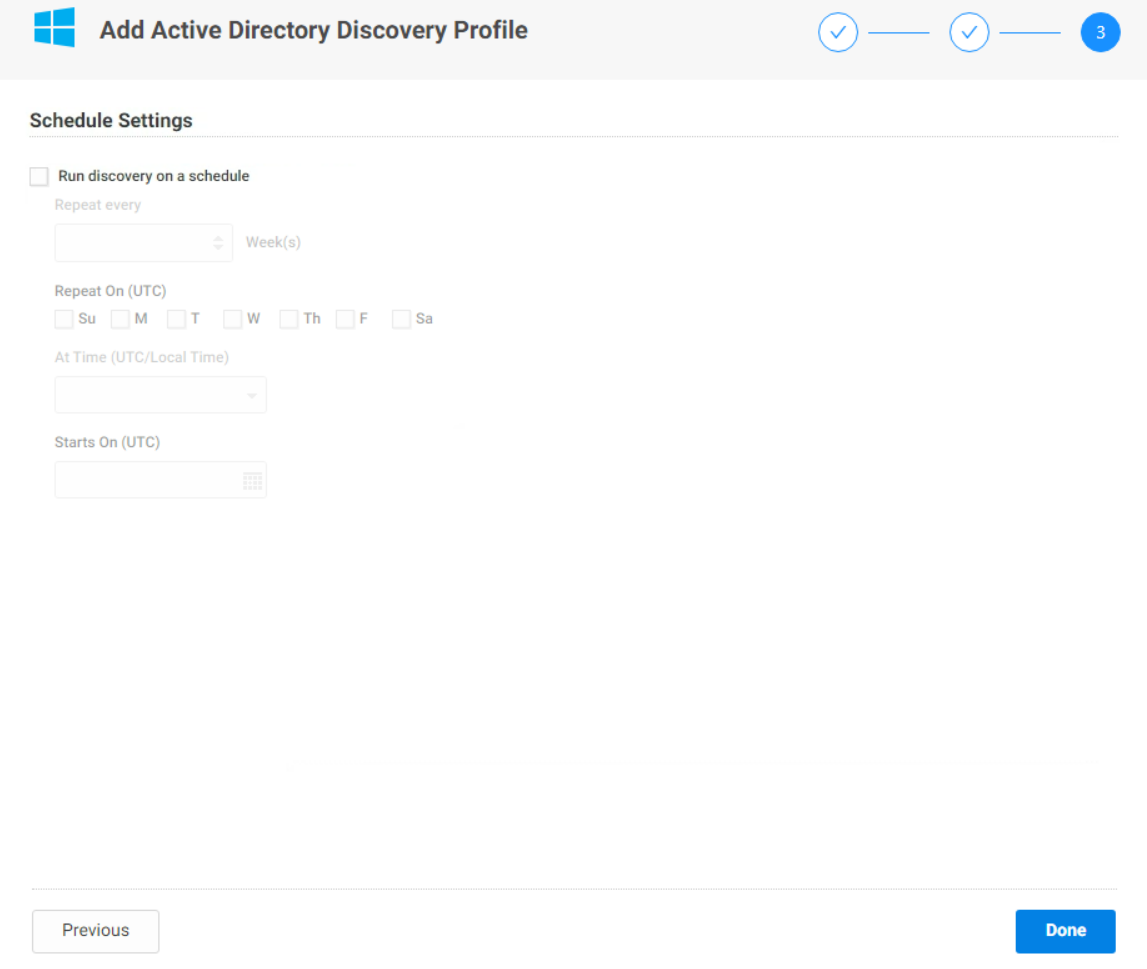 Add Active Directory Discovery Profile
3
Schedule Settings
Run discovery on a schedule
Repeat every
Week(s)
Repeat On (UTC)
Su M T W Th F Sa
At Time (UTC/Local Time)
Starts On (UTC)
Previous Done